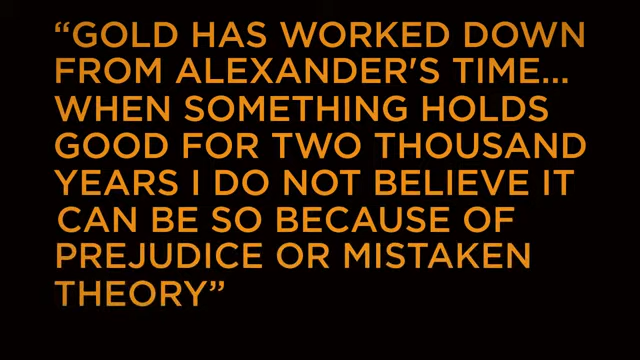 “GOLD HAS WORKED DOWN
FROM ALEXANDER'S TIME...
WHEN SOMETHING HOLDS
GOOD FOR TWO THOUSAND
YEARS I DO NOT BELIEVE IT
CAN BE SO BECAUSE OF
PREJUDICE OR MISTAKEN
THEORY”